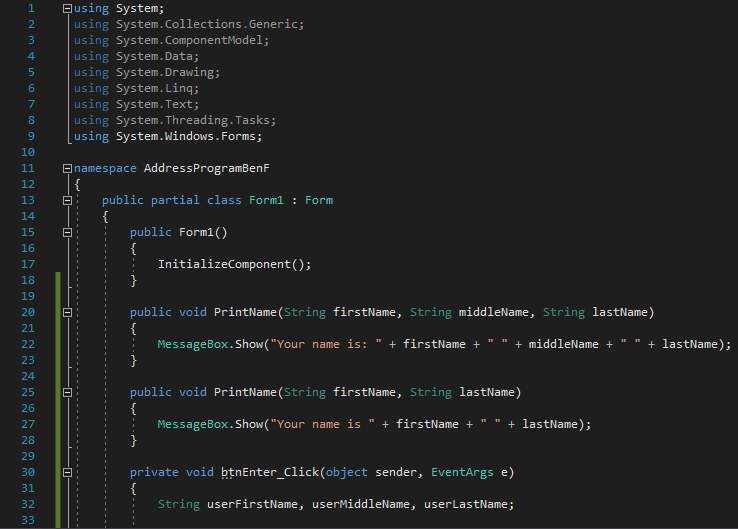 1 using System;
2 using System.Collections.Generic;
3 using System.ComponentModel;
4 using System.Data;
5 using System.Drawing;
6 using System.Linq;
7 using System.Text;
8 using System.Threading.Tasks;
9 using System.Windows.Forms;
10
11 namespace AddressProgramBenF
12 {
13 public partial class Form1 : Form
14 {
15 public Form1()
16 {
17 InitializeComponent();
18 }
19
20 public void PrintName(String firstName, String middleName, String lastName)
21 {
22 MessageBox.Show("Your name is: " + firstName + " " + middleName + " " + lastName);
23 }
24
25 public void PrintName(String firstName, String lastName)
26 {
27 MessageBox.Show("Your name is " + firstName + " " + lastName);
28 }
29
30 private void btnEnter_Click(object sender, EventArgs e)
31 {
32 String userFirstName, userMiddleName, userLastName;
33